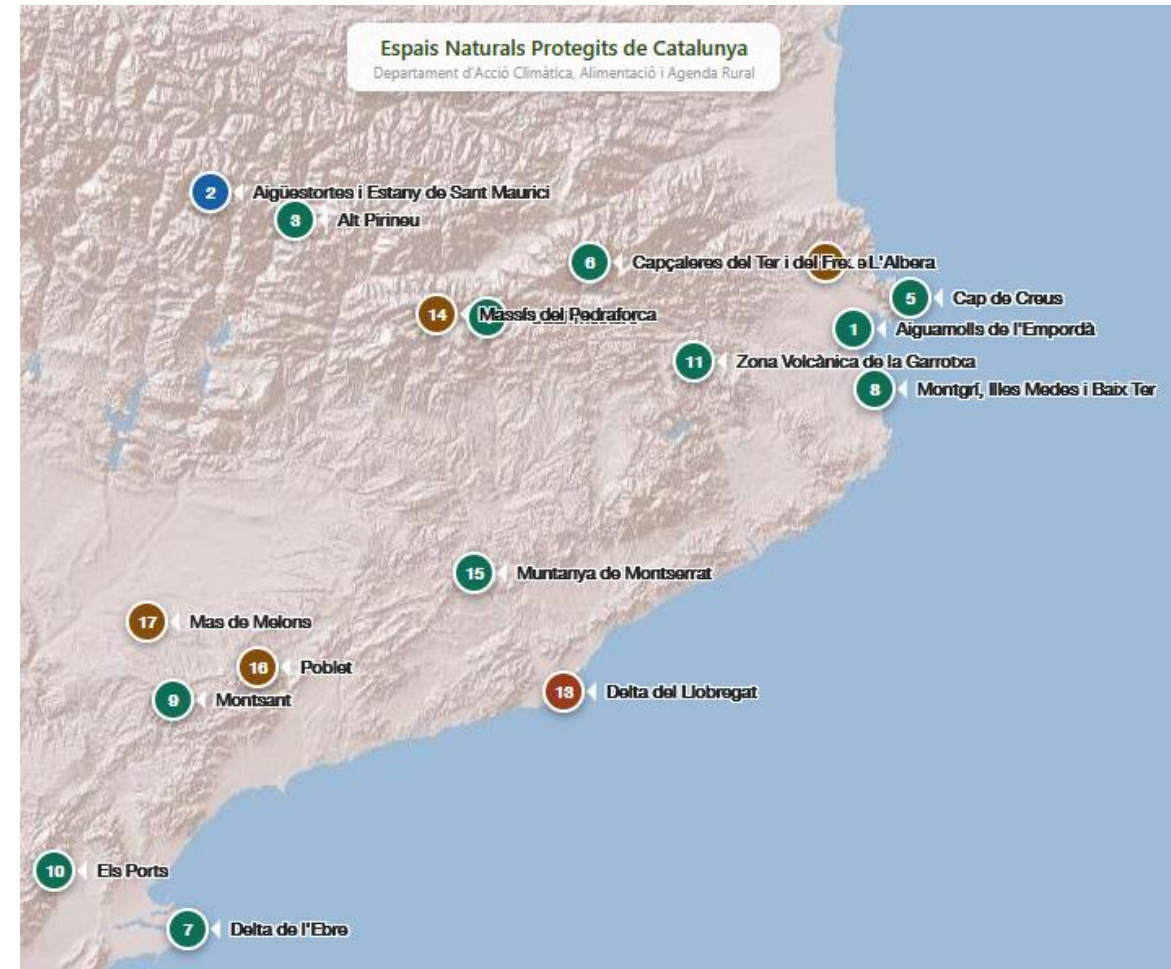 Espais Naturals Protegits de Catalunya
Departament d'Acció Climàtica, Alimentació i Agenda Rural
2 Aigüestortes i Estany de Sant Maurici
3 Alt Pirineu
6 Capçaleres del Ter i del Fre L'Albera
5 Cap de Creus
14 Massís del Pedraforca
1 Aiguamolls de l'Empordà
11 Zona Volcànica de la Garrotxa
8 Montgrí, Illes Medes i Baix Ter
15 Muntanya de Montserrat
17 Mas de Melons
16 Poblet
9 Montsant
18 Delta del Llobregat
10 Els Ports
7 Delta de l'Ebre